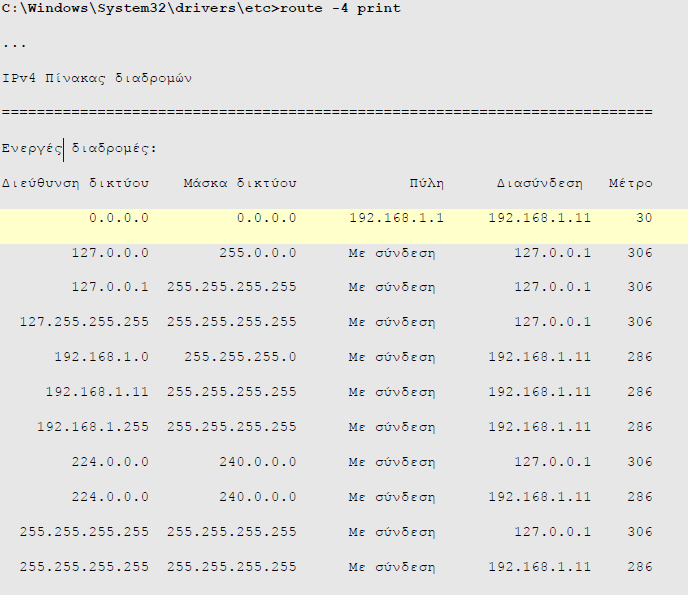 C:\Windows\System32\drivers\etc>route -4 print
...
IPv4 Πίνακας διαδρομών
===========================================================================
Ενεργές διαδρομές:
Διεύθυνση δικτύου Μάσκα δικτύου Πύλη Διασύνδεση Μέτρο
0.0.0.0 0.0.0.0 192.168.1.1 192.168.1.11 30
127.0.0.0 255.0.0.0 Με σύνδεση 127.0.0.1 306
127.0.0.1 255.255.255.255 Με σύνδεση 127.0.0.1 306
127.255.255.255 255.255.255.255 Με σύνδεση 127.0.0.1 306
192.168.1.0 255.255.255.0 Με σύνδεση 192.168.1.11 286
192.168.1.11 255.255.255.255 Με σύνδεση 192.168.1.11 286
192.168.1.255 255.255.255.255 Με σύνδεση 192.168.1.11 286
224.0.0.0 240.0.0.0 Με σύνδεση 127.0.0.1 306
224.0.0.0 240.0.0.0 Με σύνδεση 192.168.1.11 286
255.255.255.255 255.255.255.255 Με σύνδεση 127.0.0.1 306
255.255.255.255 255.255.255.255 Με σύνδεση 192.168.1.11 286